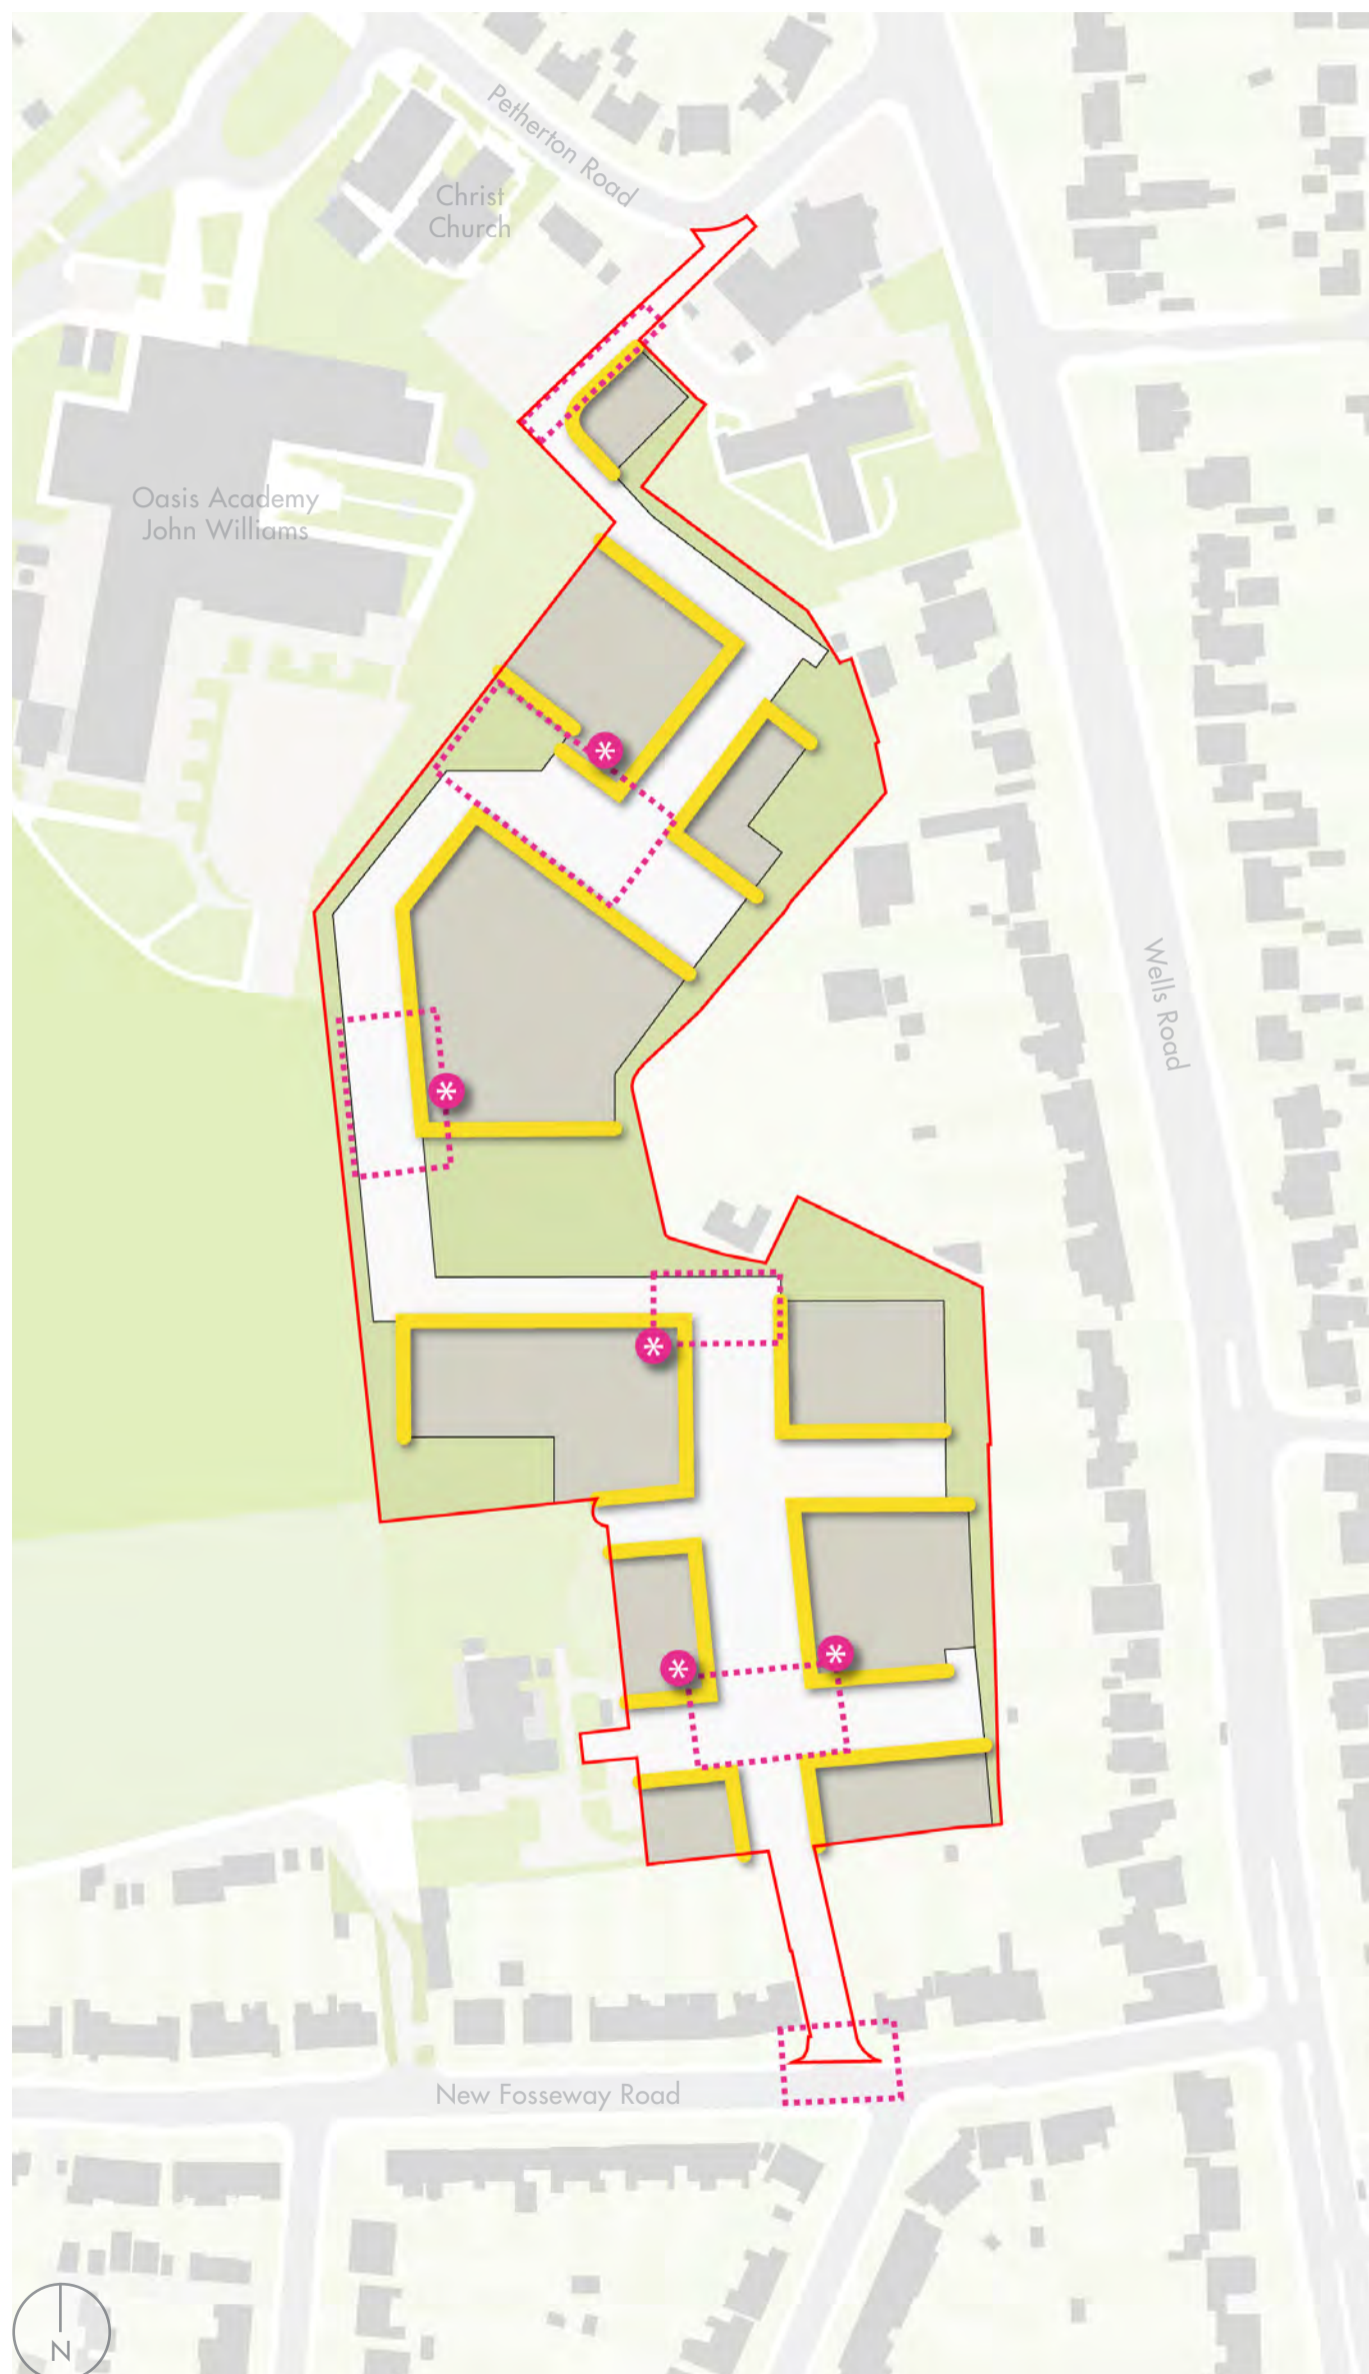 Petherton Road
Christ
Church
Oasis Academy
John Williams
Wells Road
New Fosseway Road
N